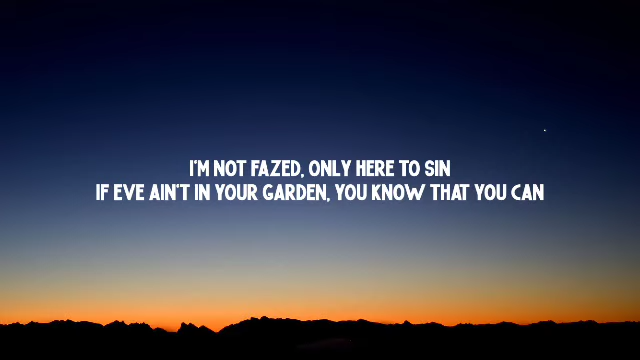 I'M NOT FAZED, ONLY HERE TO SIN
IF EVE AIN'T IN YOUR GARDEN, YOU KNOW THAT YOU CAN